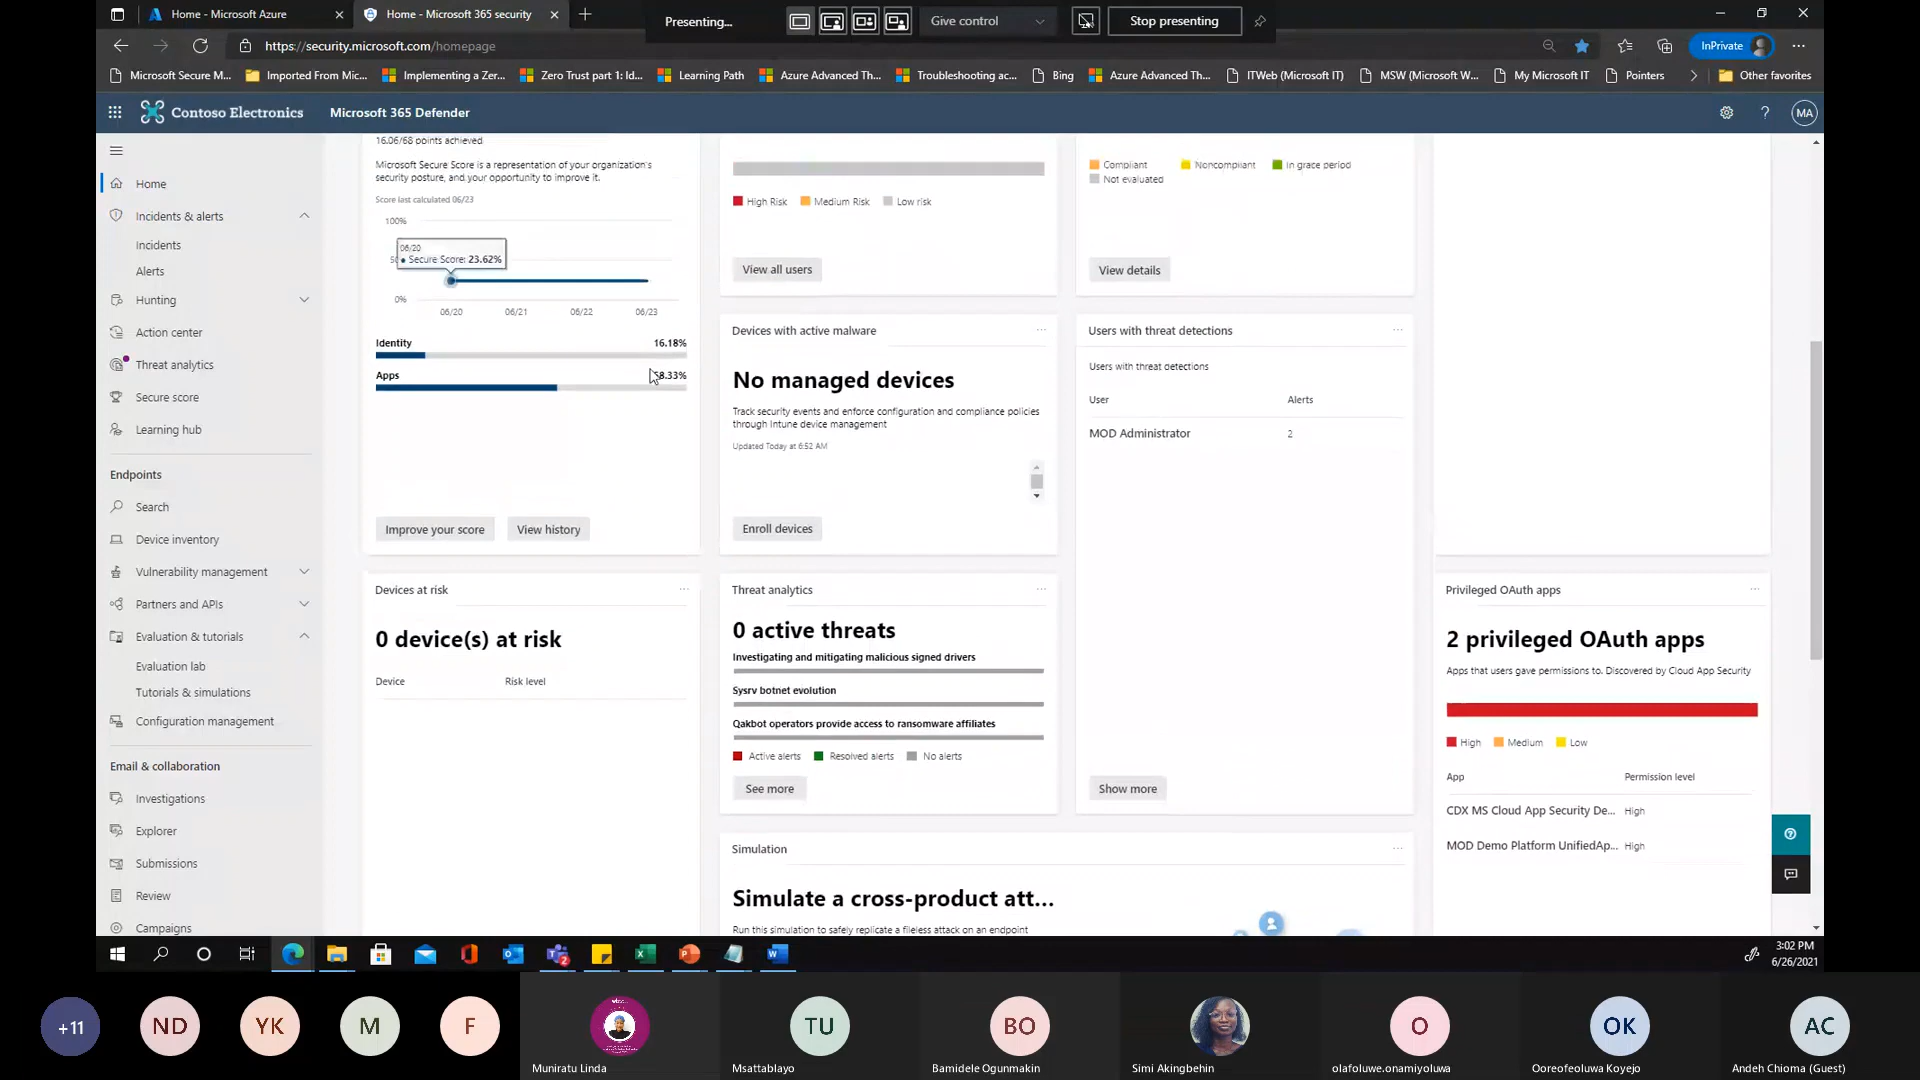 Home - Microsoft Azure
Home - Microsoft 365 security
Presenting...
Give control
Stop presenting
https://security.microsoft.com/homepage
InPrivate
Microsoft Secure M...
Imported From Mic...
Implementing a Zer...
Zero Trust part 1: Id...
Learning Path
Azure Advanced Th...
Troubleshooting ac...
Bing
Azure Advanced Th...
ITWeb (Microsoft IT)
MSW (Microsoft W...
My Microsoft IT
Pointers
Other favorites
Contoso Electronics
Microsoft 365 Defender
MA
Home
Incidents & alerts
Incidents
Alerts
Hunting
Action center
Threat analytics
Secure score
Learning hub
Endpoints
Search
Device inventory
Vulnerability management
Partners and APIs
Evaluation & tutorials
Evaluation lab
Tutorials & simulations
Configuration management
Email & collaboration
Investigations
Explorer
Submissions
Review
Campaigns
16.06/68 points achieved
Microsoft Secure Score is a representation of your organization's
security posture, and your opportunity to improve it.
Score last calculated 06/23
100%
06/20
Secure Score: 23.62%
0%
06/20 06/21 06/22 06/23
Identity 16.18%
Apps 8.33%
Improve your score
View history
High Risk Medium Risk Low risk
View all users
Compliant Noncompliant In grace period
Not evaluated
View details
Devices with active malware
No managed devices
Track security events and enforce configuration and compliance policies
through Intune device management
Updated Today at 6:52 AM
Enroll devices
Users with threat detections
Users with threat detections
User Alerts
MOD Administrator 2
Show more
Devices at risk
0 device(s) at risk
Device Risk level
Threat analytics
0 active threats
Investigating and mitigating malicious signed drivers
Sysrv botnet evolution
Qakbot operators provide access to ransomware affiliates
Active alerts Resolved alerts No alerts
See more
Privileged OAuth apps
2 privileged OAuth apps
Apps that users gave permissions to. Discovered by Cloud App Security
High Medium Low
App Permission level
CDX MS Cloud App Security De... High
MOD Demo Platform UnifiedAp... High
Simulation
Simulate a cross-product att...
Run this simulation to safely replicate a fileless attack on an endpoint
3:02 PM
6/26/2021
+11
ND
YK
M
F
TU
BO
O
OK
AC
Muniratu Linda
Msattablayo
Bamidele Ogunmakin
Simi Akingbehin
olafoluwe.onamiyoluwa
Ooreofeoluwa Koyejo
Andeh Chioma (Guest)